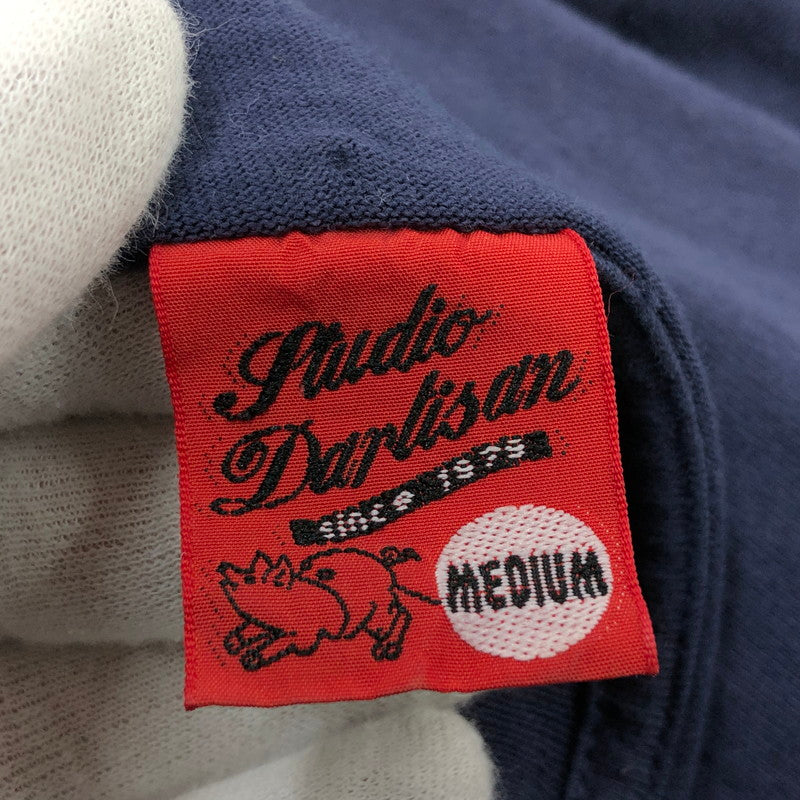 Studio
Dartisan
since 1979
MEDIUM